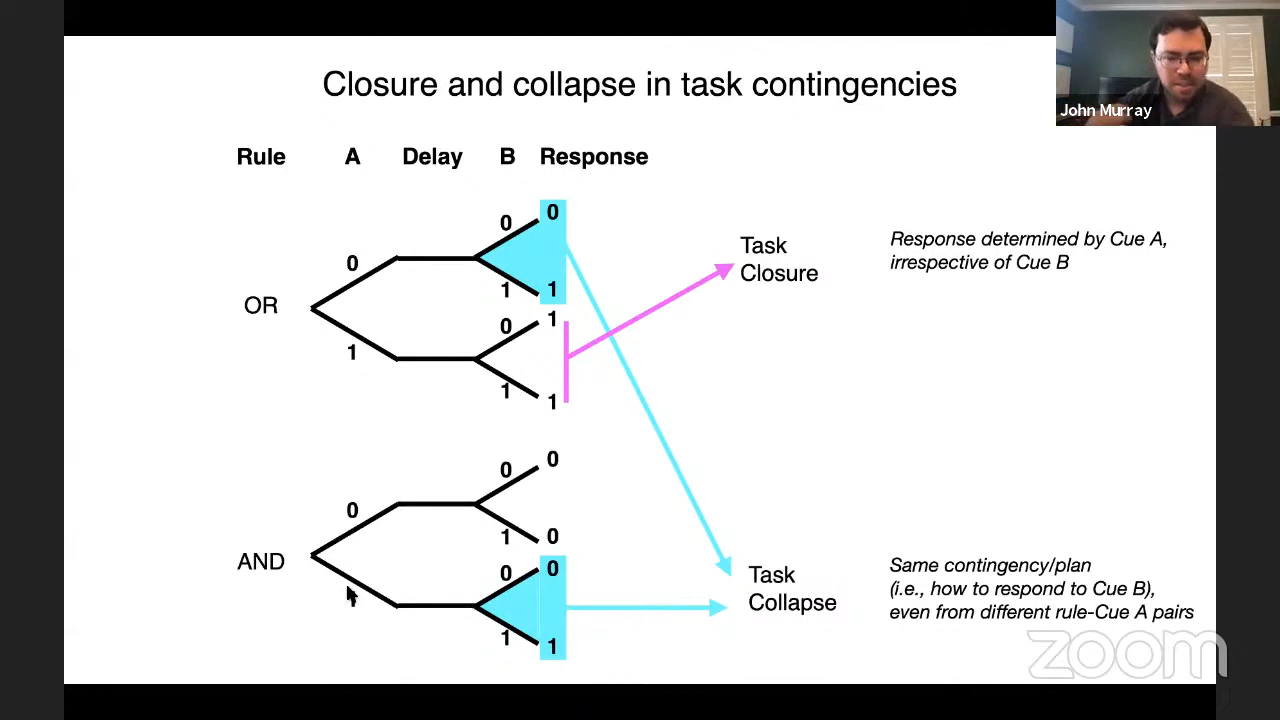 John Murray
Closure and collapse in task contingencies
Rule A Delay B Response
OR
0
1
0
0
1
1
0
1
1
1
Task
Closure
Response determined by Cue A,
irrespective of Cue B
AND
0
0
0
1
0
0
0
1
1
Task
Collapse
Same contingency/plan
(i.e., how to respond to Cue B),
even from different rule-Cue A pairs
zoom